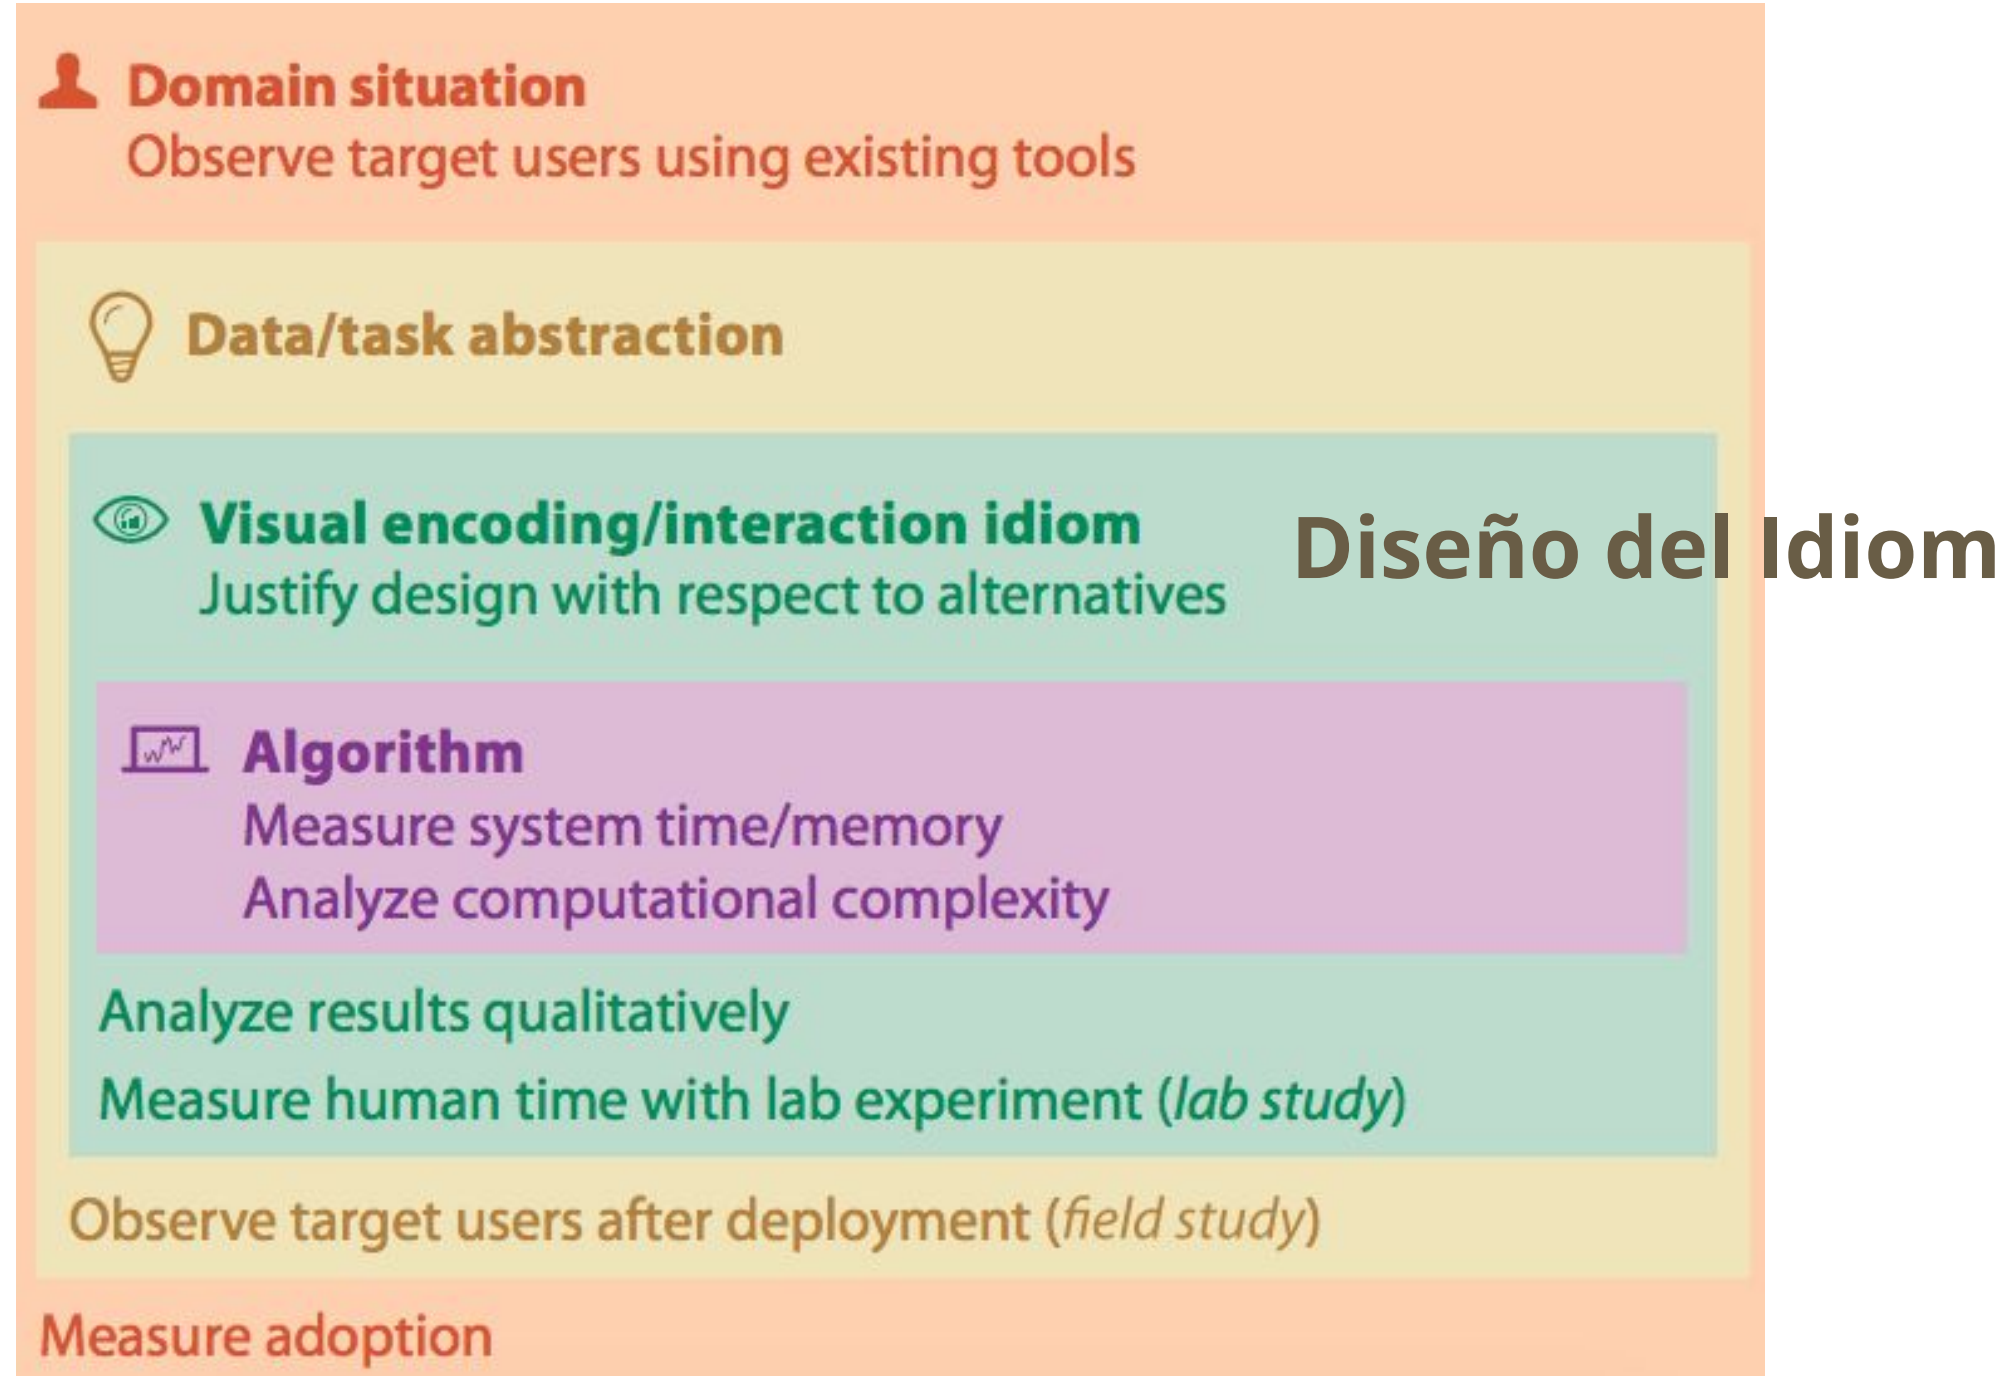 Domain situation
Observe target users using existing tools
Data/task abstraction
Visual encoding/interaction idiom
Justify design with respect to alternatives
Diseño del Idiom
Algorithm
Measure system time/memory
Analyze computational complexity
Analyze results qualitatively
Measure human time with lab experiment (lab study)
Observe target users after deployment (field study)
Measure adoption